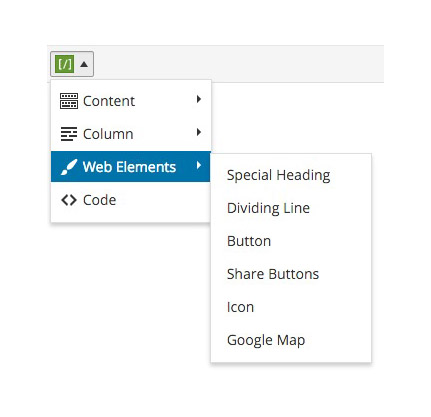 [/]
Content
Column
Web Elements
Code
Special Heading
Dividing Line
Button
Share Buttons
Icon
Google Map